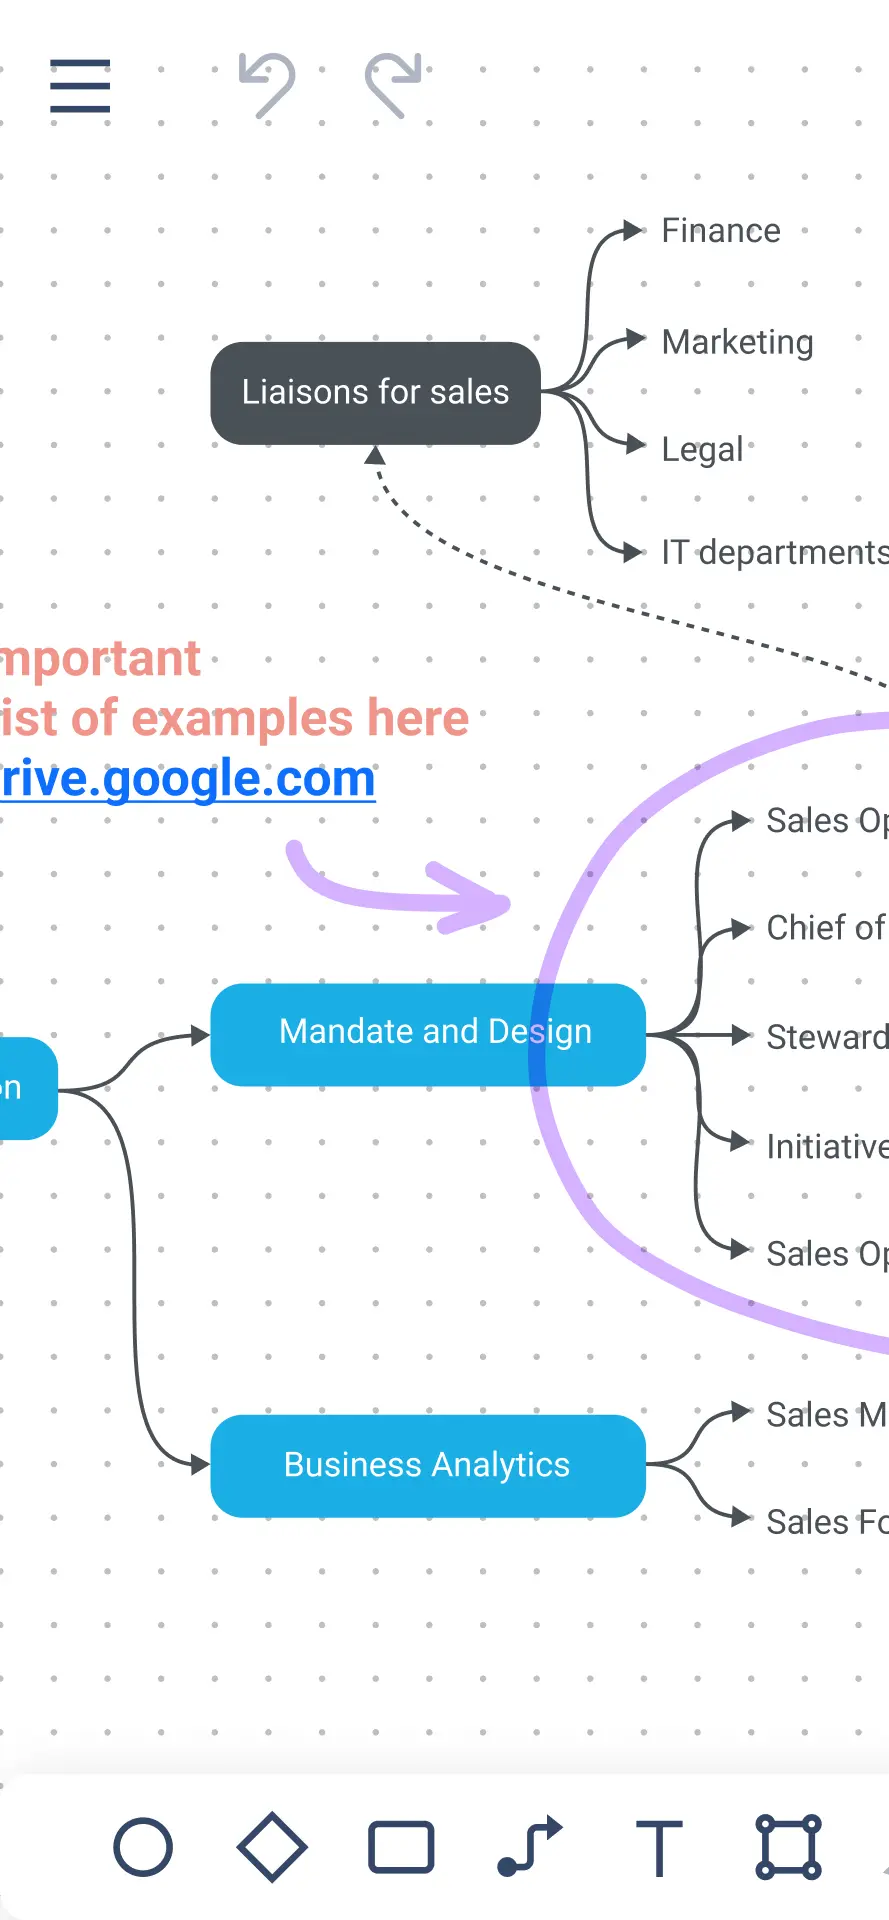 Finance
Marketing
Liaisons for sales
Legal
IT departments
mportant
ist of examples here
rive.google.com
Sales Op
Chief of
Mandate and Design
Steward
on
Initiative
Sales Op
Sales M
Business Analytics
Sales Fo